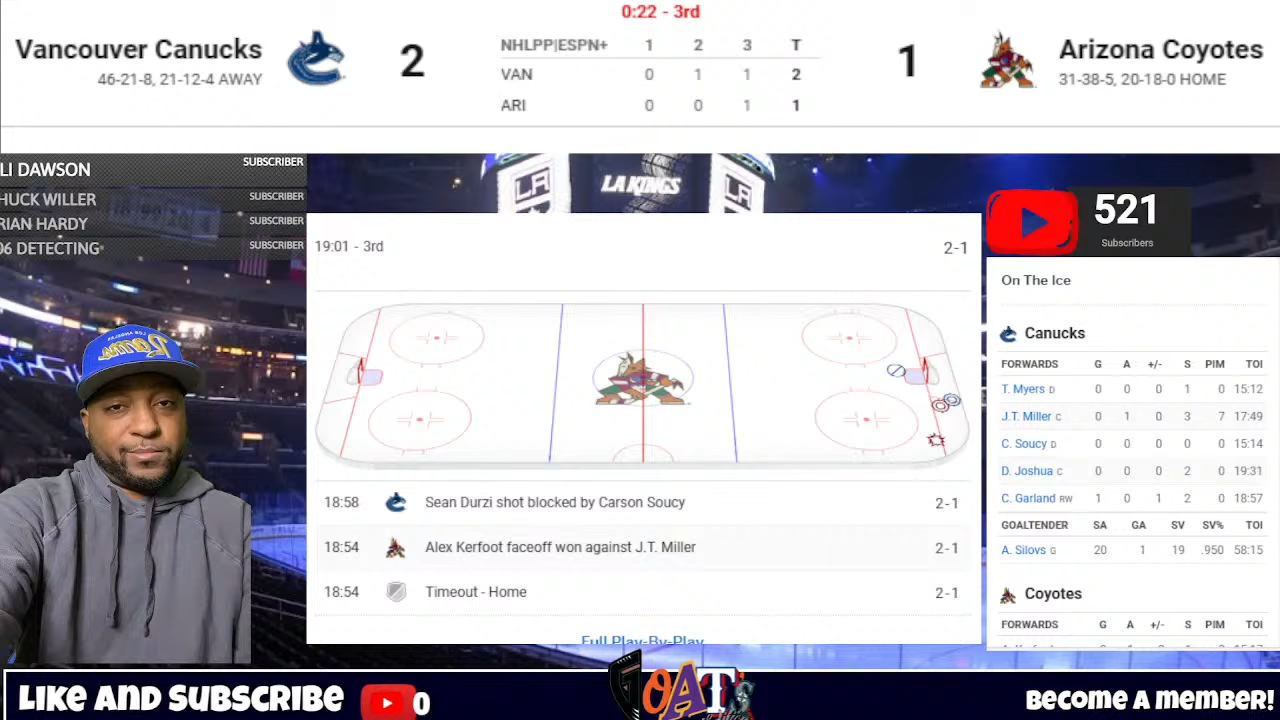 0:22 - 3rd
Vancouver Canucks
46-21-8, 21-12-4 AWAY
2
NHLPP|ESPN+ 1 2 3 T
VAN 0 1 1 2
ARI 0 0 1 1
1
Arizona Coyotes
31-38-5, 20-18-0 HOME
LI DAWSON SUBSCRIBER
HUCK WILLER SUBSCRIBER
RIAN HARDY SUBSCRIBER
06 DETECTING SUBSCRIBER
LA
LA KINGS
LA
521
Subscribers
19:01 - 3rd 2-1
18:58 Sean Durzi shot blocked by Carson Soucy 2-1
18:54 Alex Kerfoot faceoff won against J.T. Miller 2-1
18:54 Timeout - Home 2-1
Full Play-By-Play
On The Ice
Canucks
FORWARDS G A +/- S PIM TOI
T. Myers D 0 0 0 1 0 15:12
J.T. Miller C 0 1 0 3 7 17:49
C. Soucy D 0 0 0 0 0 15:14
D. Joshua C 0 0 0 2 0 19:31
C. Garland RW 1 0 1 2 0 18:57
GOALTENDER SA GA SV SV% TOI
A. Silovs G 20 1 19 .950 58:15
Coyotes
FORWARDS G A +/- S PIM TOI
LIKE AND SUBSCRIBE
0
GOATS
BECOME A MEMBER!